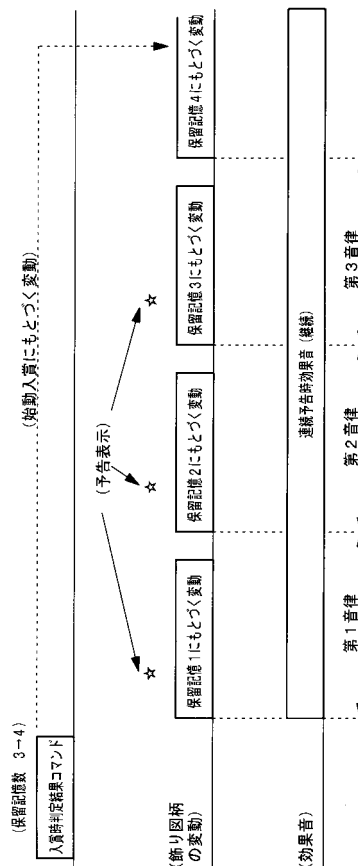 (保留記憶数 3→4)
入賞時判定結果コマンド
(始動入賞にもとづく変動)
(予告表示)
☆ ☆ ☆
(飾り図柄
の変動)
保留記憶1にもとづく変動
保留記憶2にもとづく変動
保留記憶3にもとづく変動
保留記憶4にもとづく変動
(効果音)
連続予告時効果音(継続)
第1音律
第2音律
第3音律